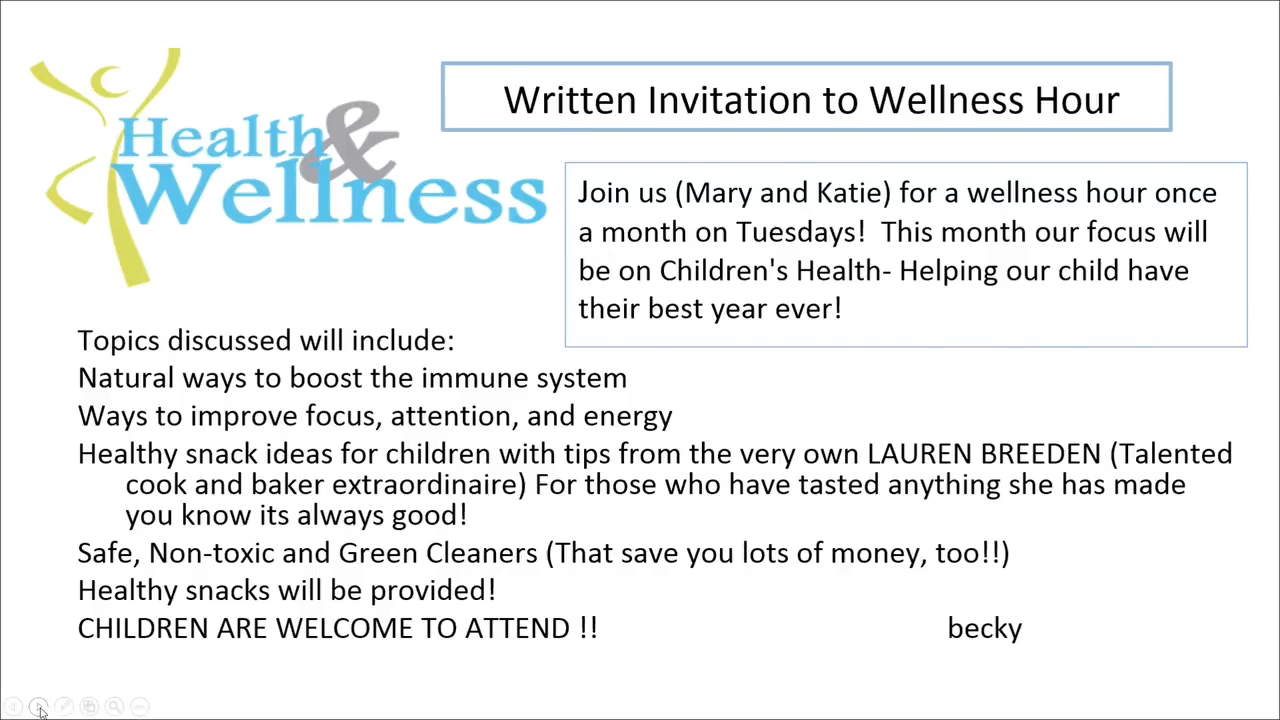 Health &
Wellness
Written Invitation to Wellness Hour
Join us (Mary and Katie) for a wellness hour once
a month on Tuesdays!  This month our focus will
be on Children's Health- Helping our child have
their best year ever!
Topics discussed will include:
Natural ways to boost the immune system
Ways to improve focus, attention, and energy
Healthy snack ideas for children with tips from the very own LAUREN BREEDEN (Talented
cook and baker extraordinaire) For those who have tasted anything she has made
you know its always good!
Safe, Non-toxic and Green Cleaners (That save you lots of money, too!!)
Healthy snacks will be provided!
CHILDREN ARE WELCOME TO ATTEND !!
becky